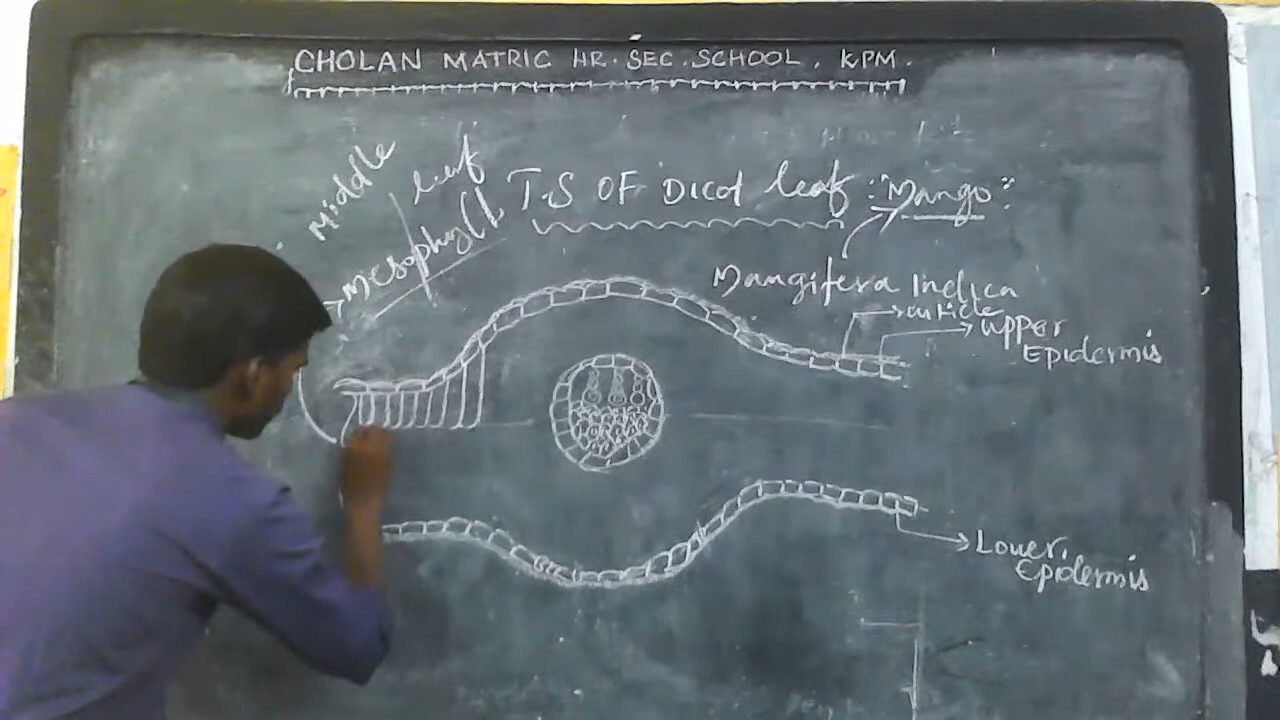 CHOLAN MATRIC HR. SEC. SCHOOL, KPM.
Middle
leaf
Mesophyll
T.S OF Dicot leaf : "Mango":
Mangifera Indica
cuticle
upper
Epidermis
Lower
Epidermis